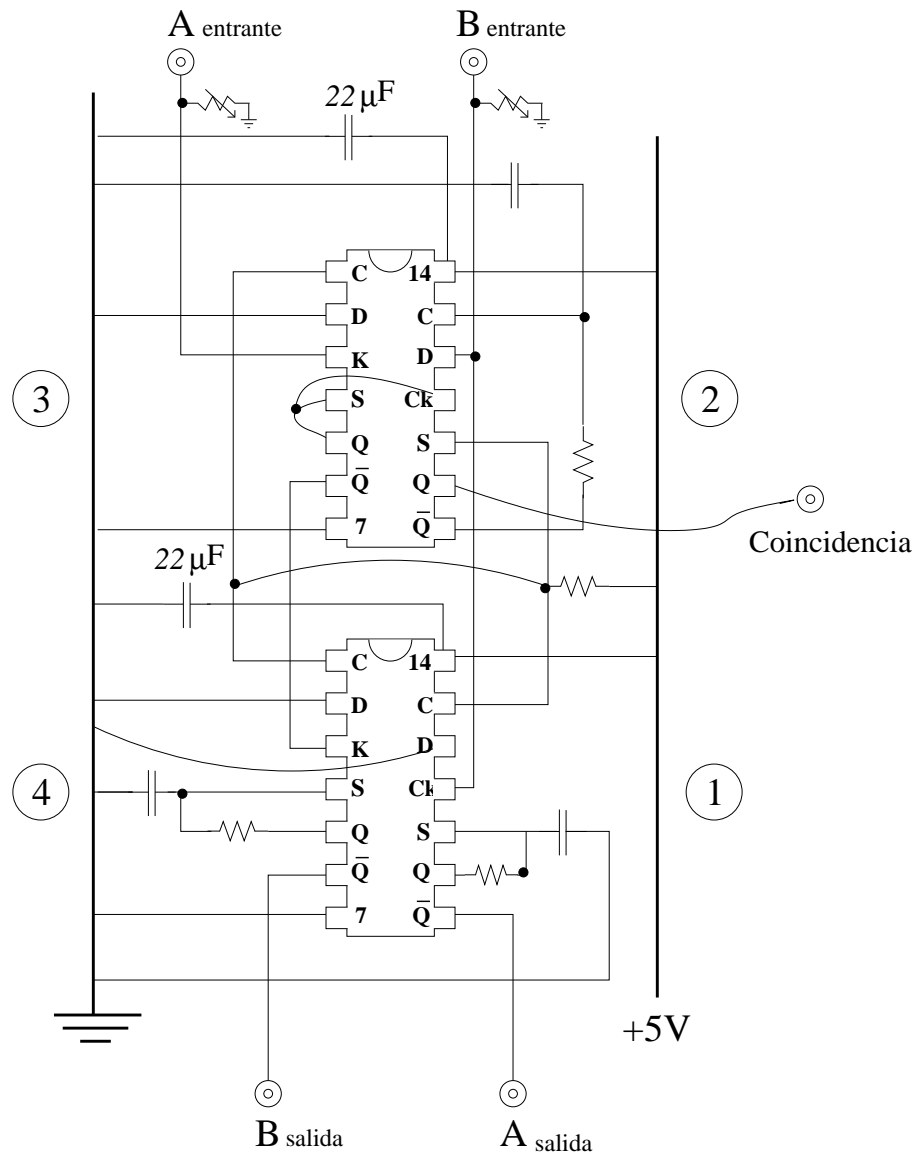 A entrante
B entrante
22 μF
C 14
D C
K D
S Ck
Q S
Q̅ Q
7 Q̅
3
2
Coincidencia
22 μF
C 14
D C
K D
S Ck
Q S
Q̅ Q
7 Q̅
4
1
+5V
B salida
A salida